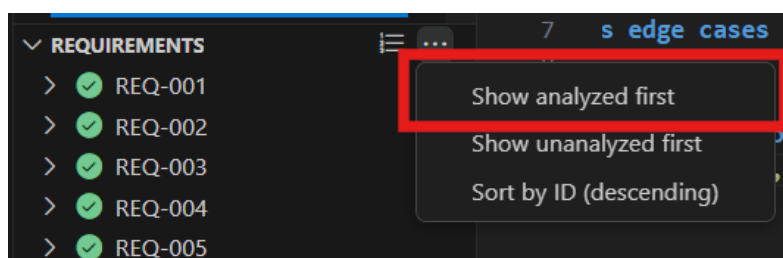 REQUIREMENTS
REQ-001
REQ-002
REQ-003
REQ-004
REQ-005
7 s edge cases
Show analyzed first
Show unanalyzed first
Sort by ID (descending)